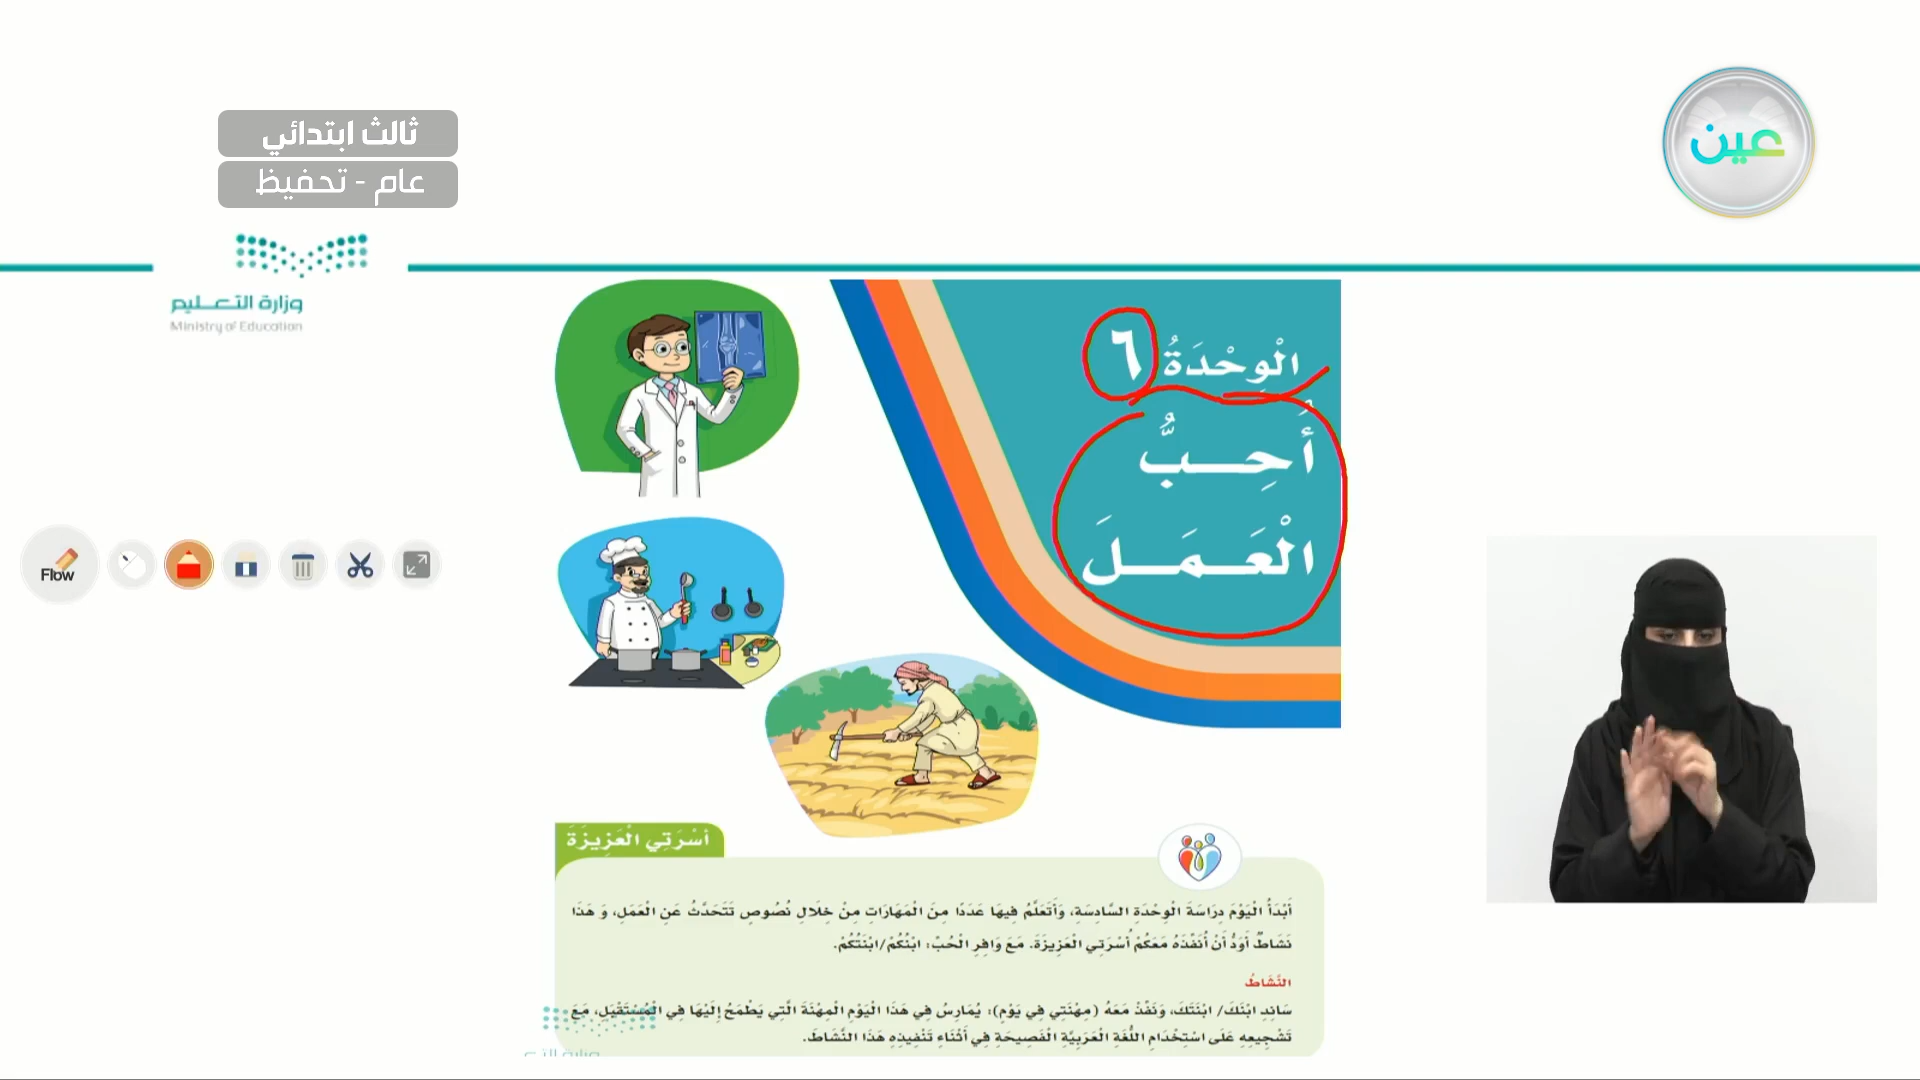 ثالث ابتدائي
عام - تحفيظ
عين
وزارة التعليم
Ministry of Education
الْوِحْدَةُ ٦
أُحِبُّ
الْعَمَلَ
Flow
أُسْرَتِي الْعَزِيزَةَ
أَبْدَأُ الْيَوْمَ دِرَاسَةَ الْوِحْدَةِ السَّادِسَةِ، وَأَتَعَلَّمُ فِيهَا عَدَدًا مِنَ الْمَهَارَاتِ مِنْ خِلَالِ نُصُوصٍ تَتَحَدَّثُ عَنِ الْعَمَلِ، وَ هَذَا
نَشَاطٌ أَوَدُّ أَنْ أُنَفِّذَهُ مَعَكُمْ أُسْرَتِي الْعَزِيزَةَ. مَعَ وَافِرِ الْحُبِّ: ابْنُكُمْ/ابْنَتُكُمْ.
النَّشَاطُ
سَانِدِ ابْنَكَ/ ابْنَتَكَ، وَنَفِّذْ مَعَهُ (مِهْنَتِي فِي يَوْمٍ): يُمَارِسُ فِي هَذَا الْيَوْمِ الْمِهْنَةَ الَّتِي يَطْمَحُ إِلَيْهَا فِي الْمُسْتَقْبَلِ، مَعَ
تَشْجِيعِهِ عَلَى اسْتِخْدَامِ اللُّغَةِ الْعَرَبِيَّةِ الْفَصِيحَةِ فِي أَثْنَاءِ تَنْفِيذِهِ هَذَا النَّشَاطَ.